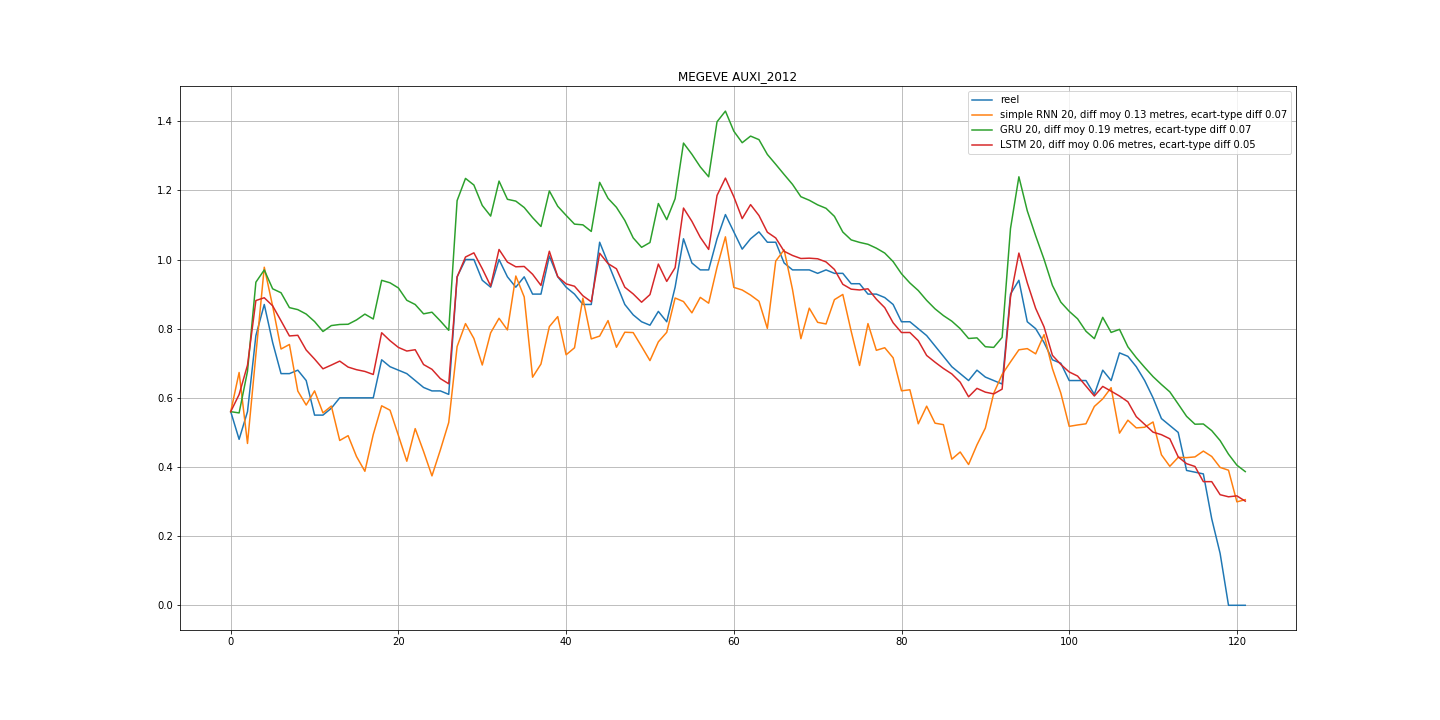 MEGEVE AUXI_2012
reel
simple RNN 20, diff moy 0.13 metres, ecart-type diff 0.07
GRU 20, diff moy 0.19 metres, ecart-type diff 0.07
LSTM 20, diff moy 0.06 metres, ecart-type diff 0.05
1.4
1.2
1.0
0.8
0.6
0.4
0.2
0.0
0 20 40 60 80 100 120